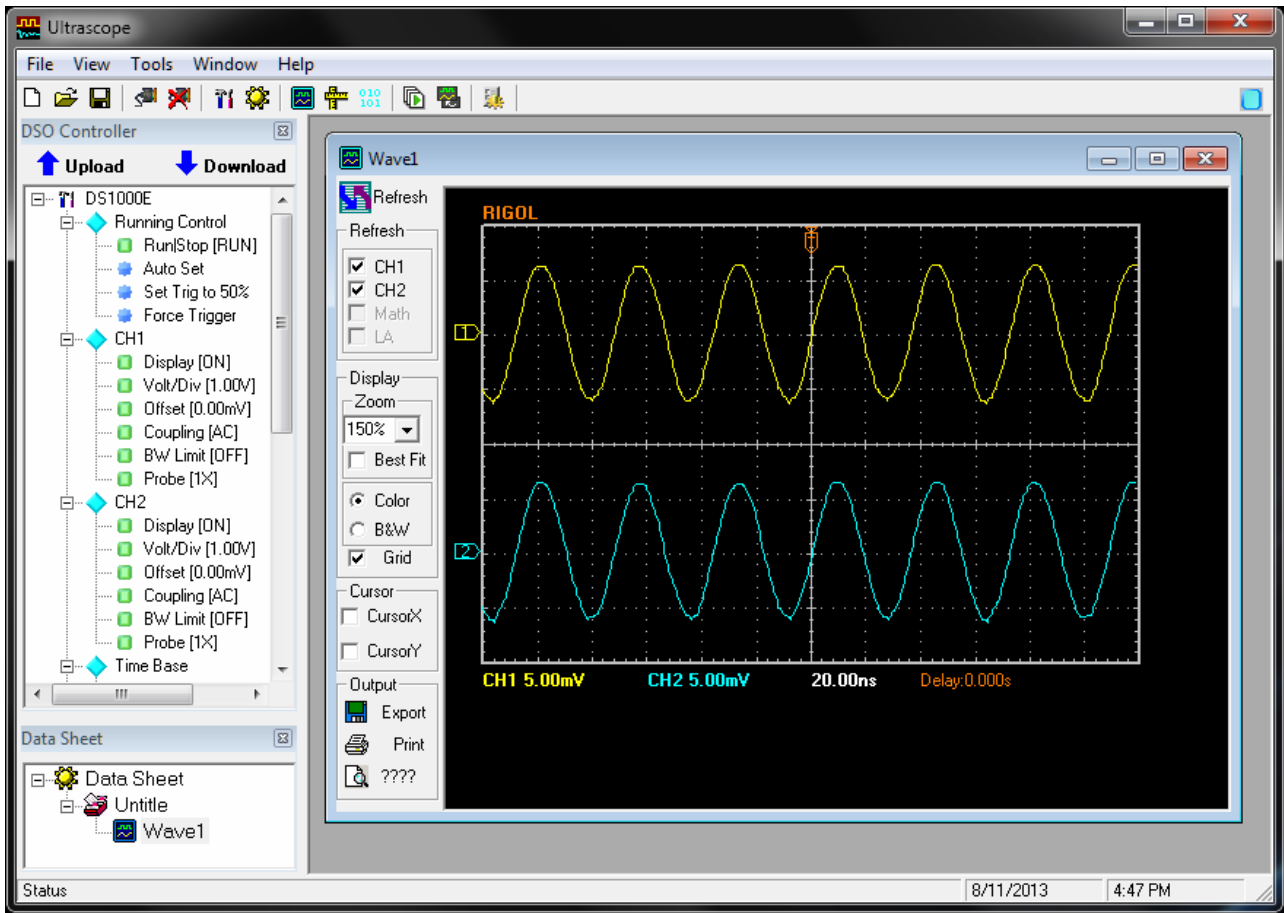 Ultrascope
File View Tools Window Help
010
101
DSO Controller
Upload Download
DS1000E
Running Control
Run|Stop [RUN]
Auto Set
Set Trig to 50%
Force Trigger
CH1
Display [ON]
Volt/Div [1.00V]
Offset [0.00mV]
Coupling [AC]
BW Limit [OFF]
Probe [1X]
CH2
Display [ON]
Volt/Div [1.00V]
Offset [0.00mV]
Coupling [AC]
BW Limit [OFF]
Probe [1X]
Time Base
Data Sheet
Data Sheet
Untitle
Wave1
Wave1
Refresh
Refresh
CH1
CH2
Math
LA
Display
Zoom
150%
Best Fit
Color
B&W
Grid
Cursor
CursorX
CursorY
Output
Export
Print
????
RIGOL
T
1
2
CH1 5.00mV CH2 5.00mV 20.00ns Delay:0.000s
Status 8/11/2013 4:47 PM